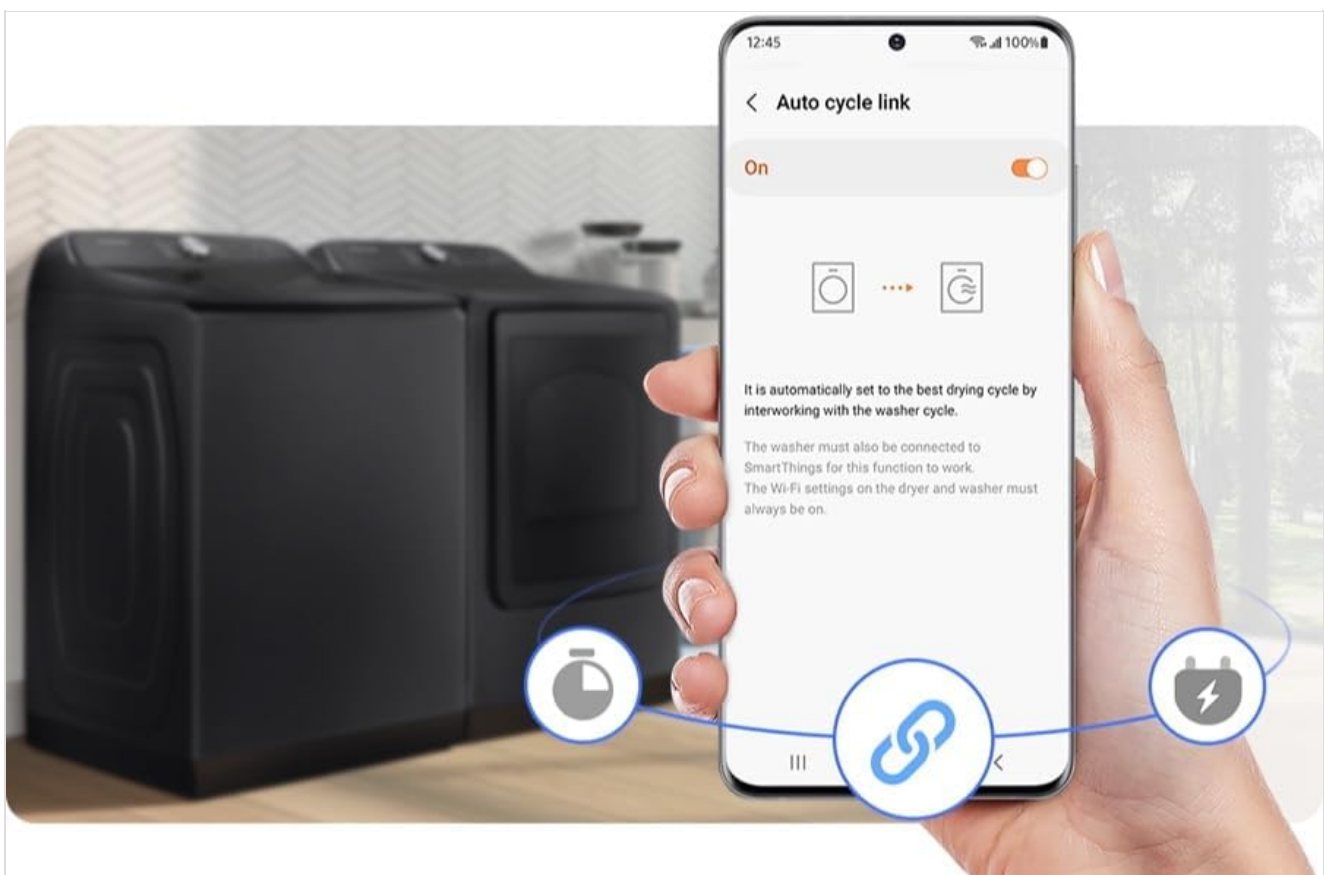 12:45
100%
Auto cycle link
On
It is automatically set to the best drying cycle by
interworking with the washer cycle.
The washer must also be connected to
SmartThings for this function to work.
The Wi-Fi settings on the dryer and washer must
always be on.